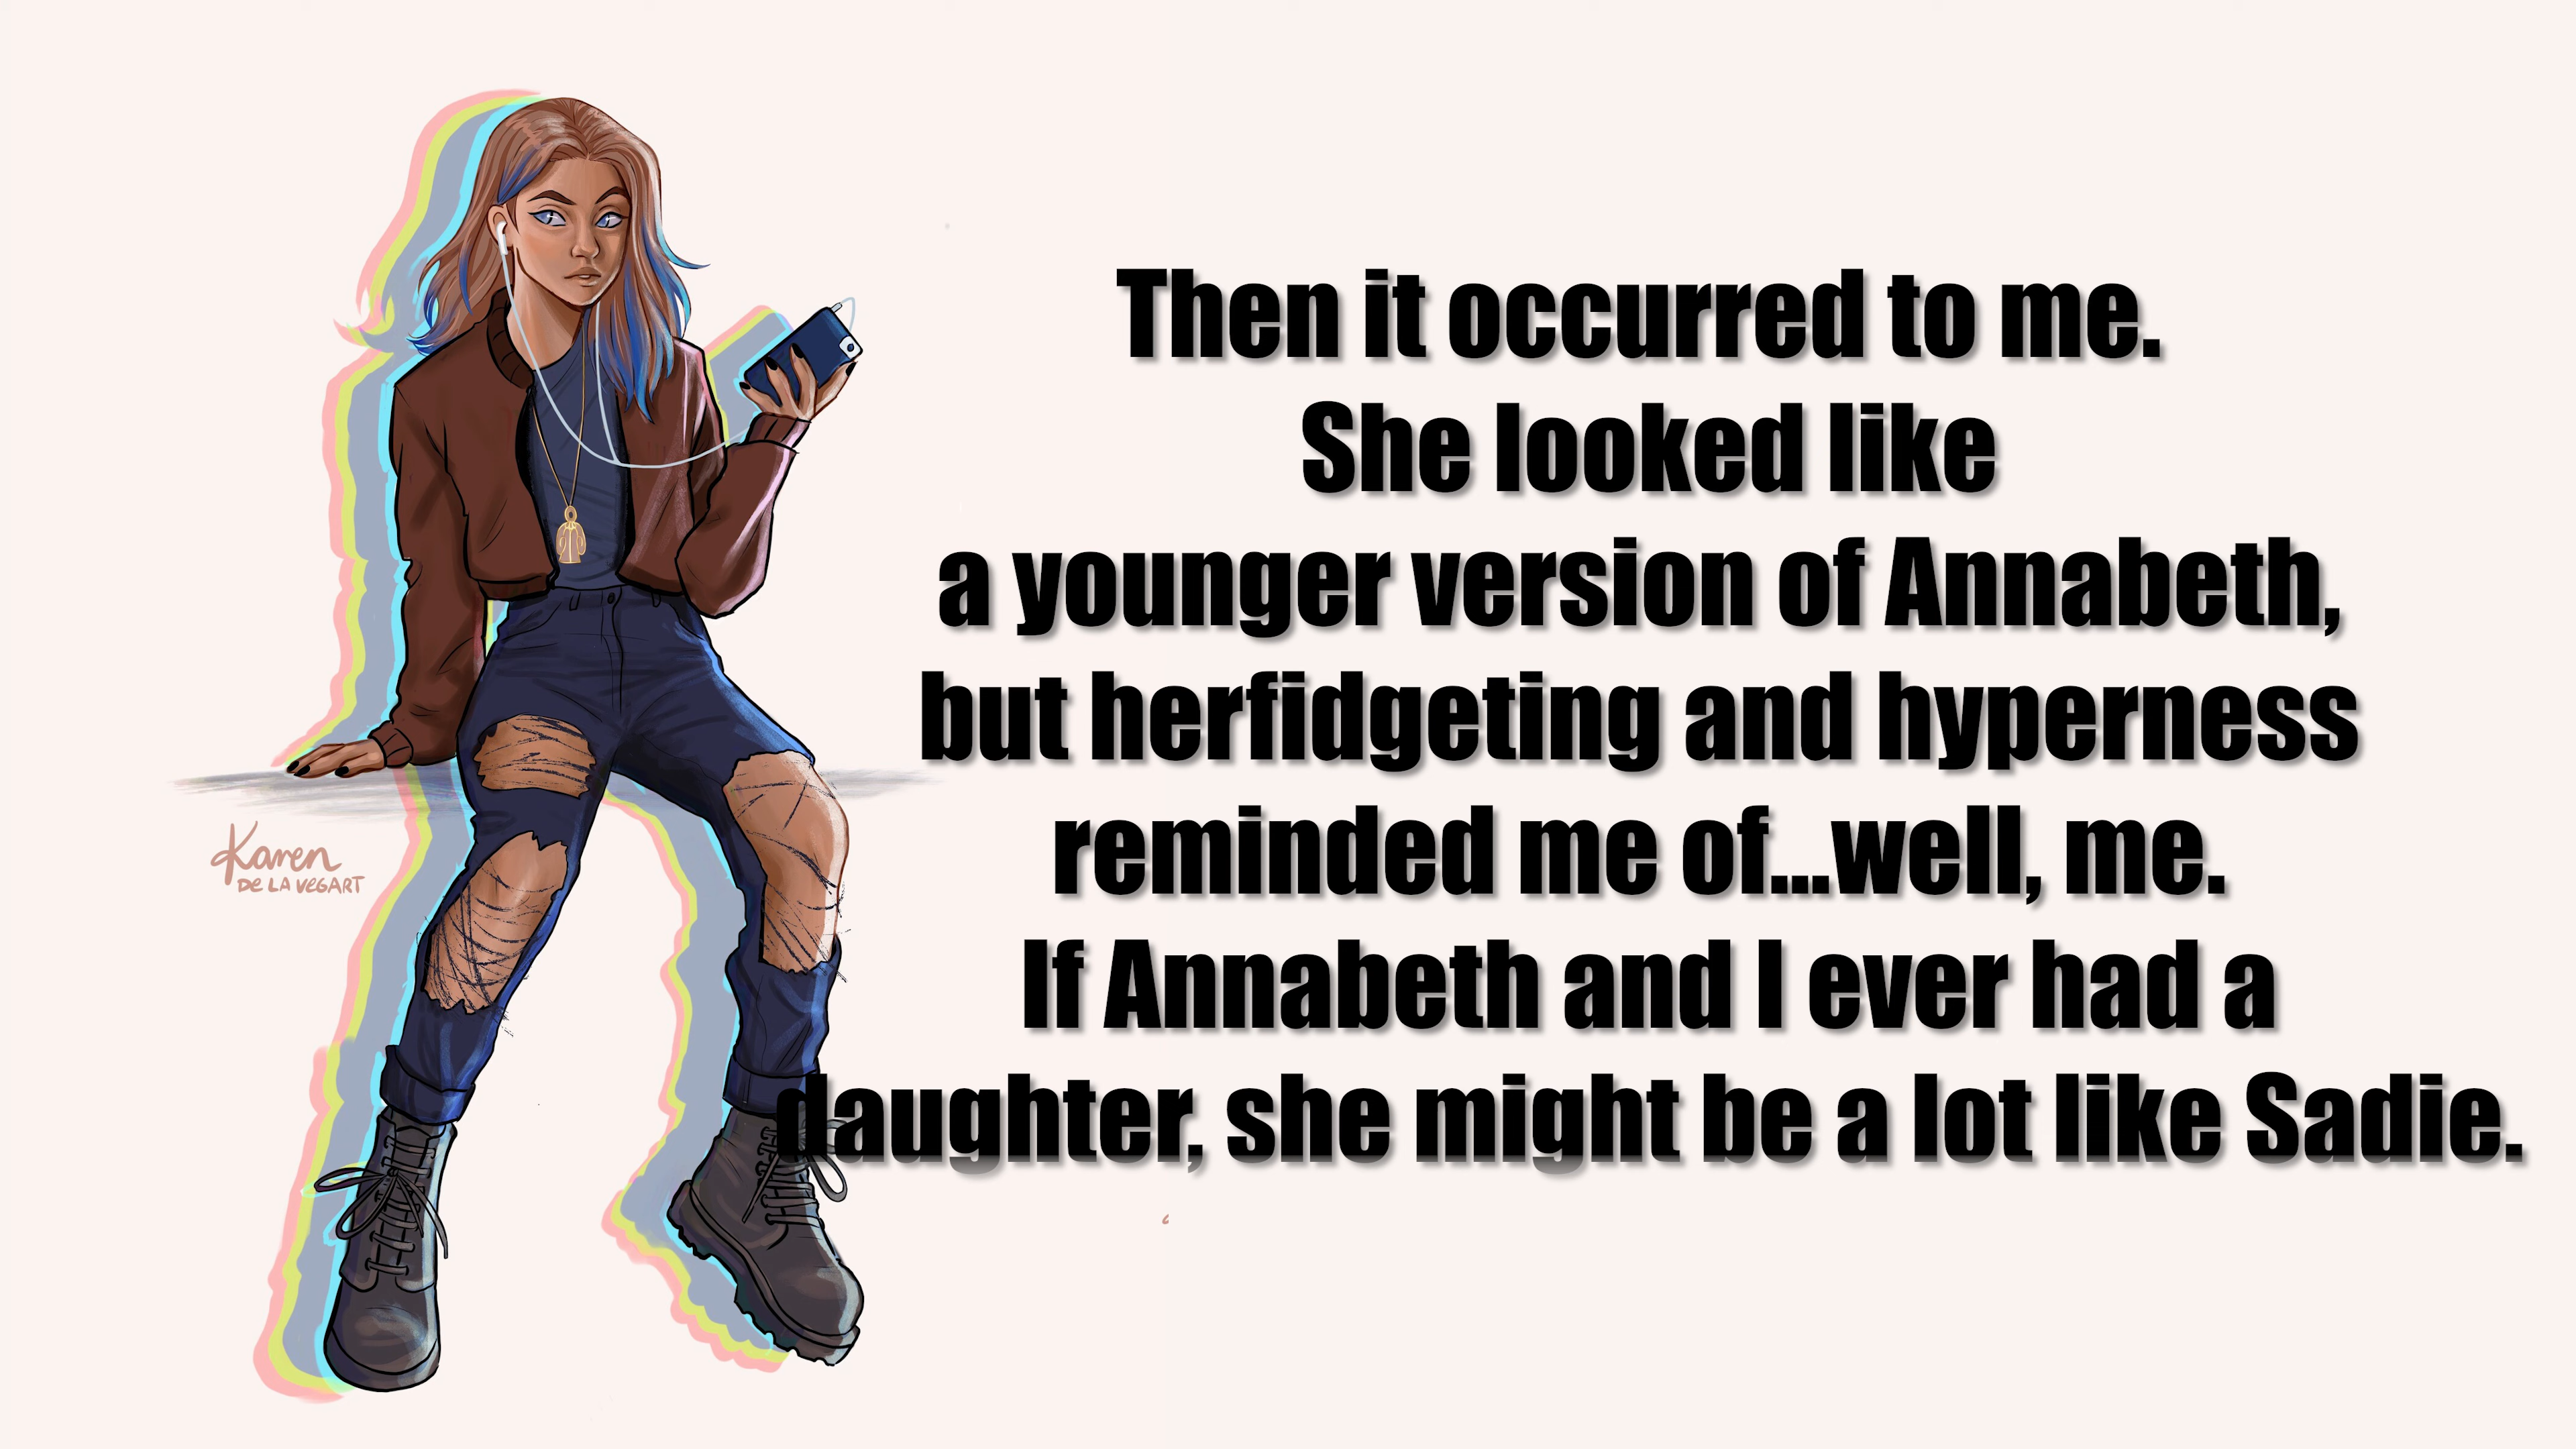 Then it occurred to me.
She looked like
a younger version of Annabeth,
but herfidgeting and hyperness
reminded me of...well, me.
If Annabeth and I ever had a
daughter, she might be a lot like Sadie.
Karen
DE LA VEGART